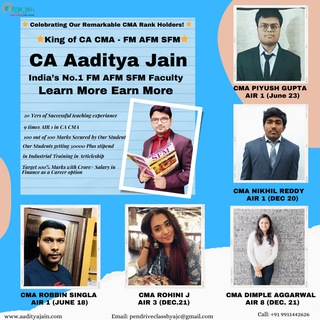 Celebrating Our Remarkable CMA Rank Holders!
King of CA CMA - FM AFM SFM
CA Aaditya Jain
India's No.1 FM AFM SFM Faculty
Learn More Earn More
20 Yers of Successful teaching experience
9 times AIR 1 in CA CMA
100 out of 100 Marks Secured by Our Student
Our Students getting 50000 Plus stipend
in Industrial Training in Articleship
Target 100% Marks with Crore+ Salary in
Finance as a Career option
CMA PIYUSH GUPTA
AIR 1 (June 23)
CMA NIKHIL REDDY
AIR 1 (DEC 20)
CMA ROBBIN SINGLA
AIR 1 (JUNE 18)
CMA ROHINI J
AIR 3 (DEC.21)
CMA DIMPLE AGGARWAL
AIR 8 (DEC. 21)
www.aadityajain.com
Email: pendriveclassbyajc@gmail.com
Call: +91 9911442626